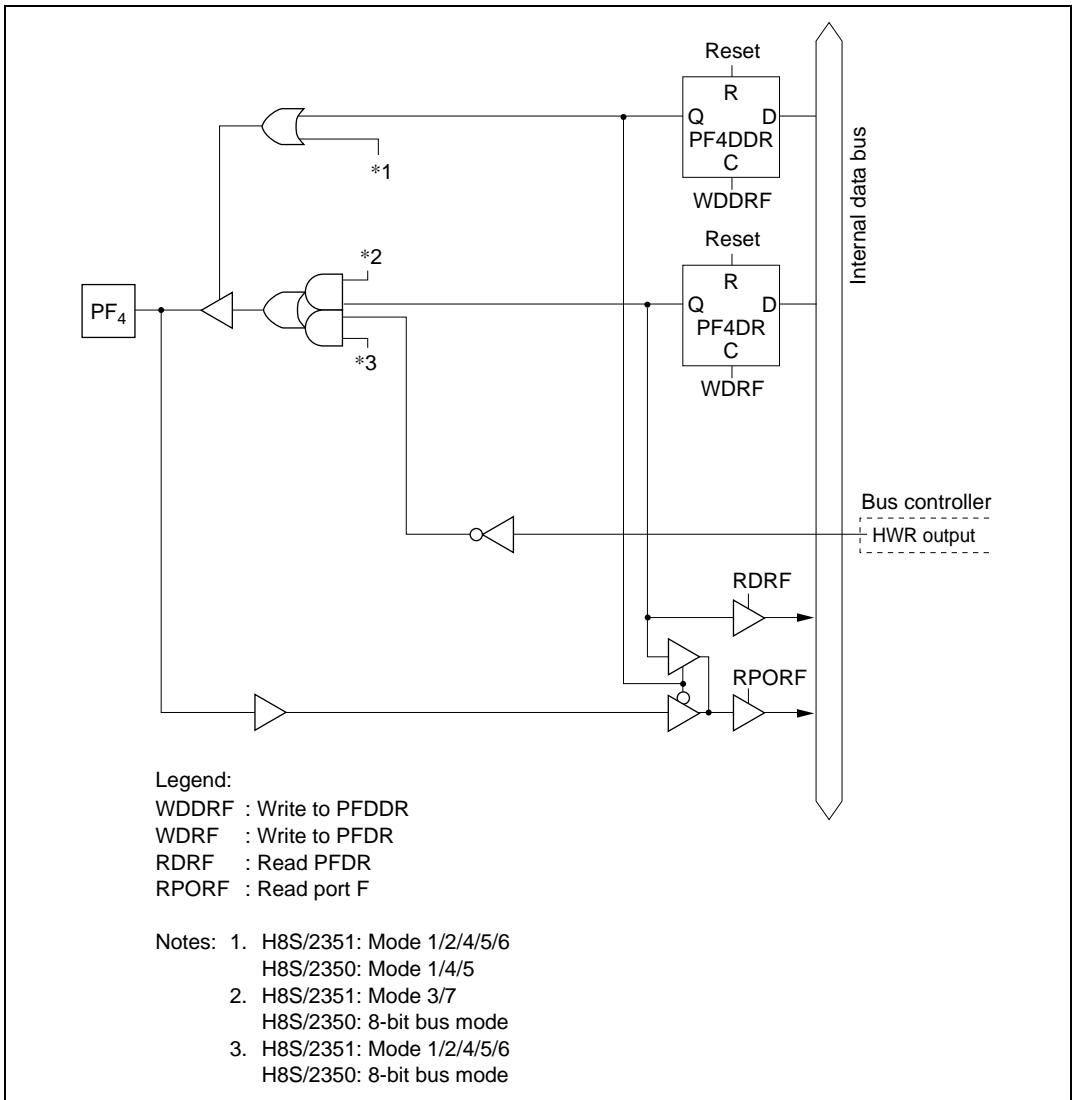 Reset
R
Q D
PF4DDR
C
WDDRF
*1
Reset
*2
R
Q D
PF4DR
C
WDRF
PF4
*3
Internal data bus
Bus controller
HWR output
RDRF
RPORF
Legend:
WDDRF : Write to PFDDR
WDRF : Write to PFDR
RDRF : Read PFDR
RPORF : Read port F
Notes: 1. H8S/2351: Mode 1/2/4/5/6
H8S/2350: Mode 1/4/5
2. H8S/2351: Mode 3/7
H8S/2350: 8-bit bus mode
3. H8S/2351: Mode 1/2/4/5/6
H8S/2350: 8-bit bus mode